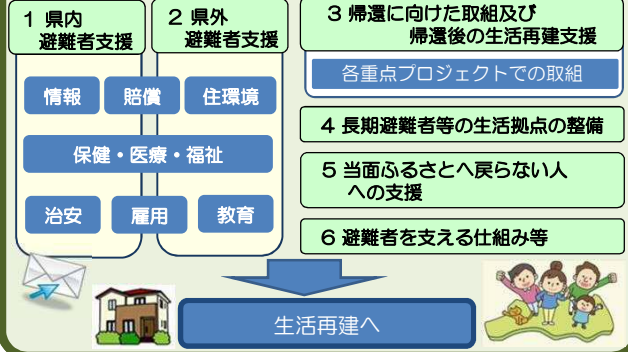 1 県内
避難者支援
2 県外
避難者支援
情報
賠償
住環境
保健・医療・福祉
治安
雇用
教育
3 帰還に向けた取組及び
帰還後の生活再建支援
各重点プロジェクトでの取組
4 長期避難者等の生活拠点の整備
5 当面ふるさとへ戻らない人
への支援
6 避難者を支える仕組み等
生活再建へ